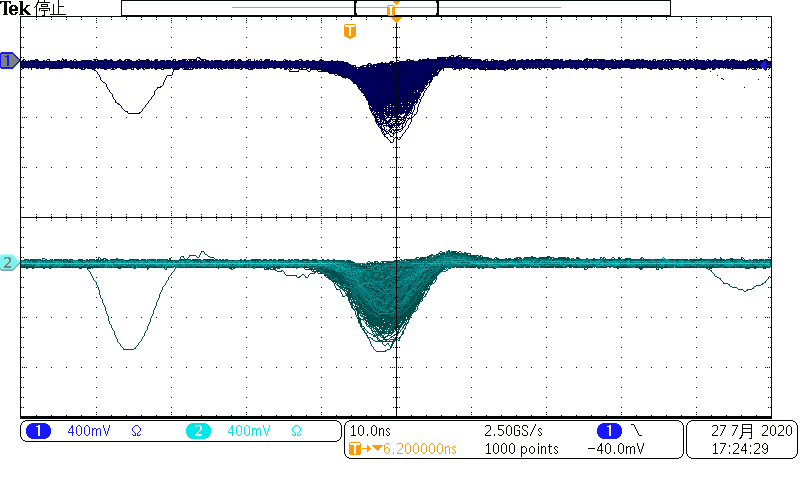 Tek 停止
T
T
1
2
1 400mV Ω 2 400mV Ω
10.0ns 2.50GS/s 1
T→▼6.200000ns 1000 points −40.0mV
27 7月 2020
17:24:29